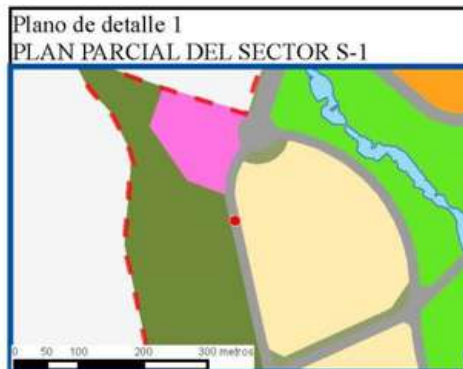 Plano de detalle 1
PLAN PARCIAL DEL SECTOR S-1
0 50 100 200 300 metros